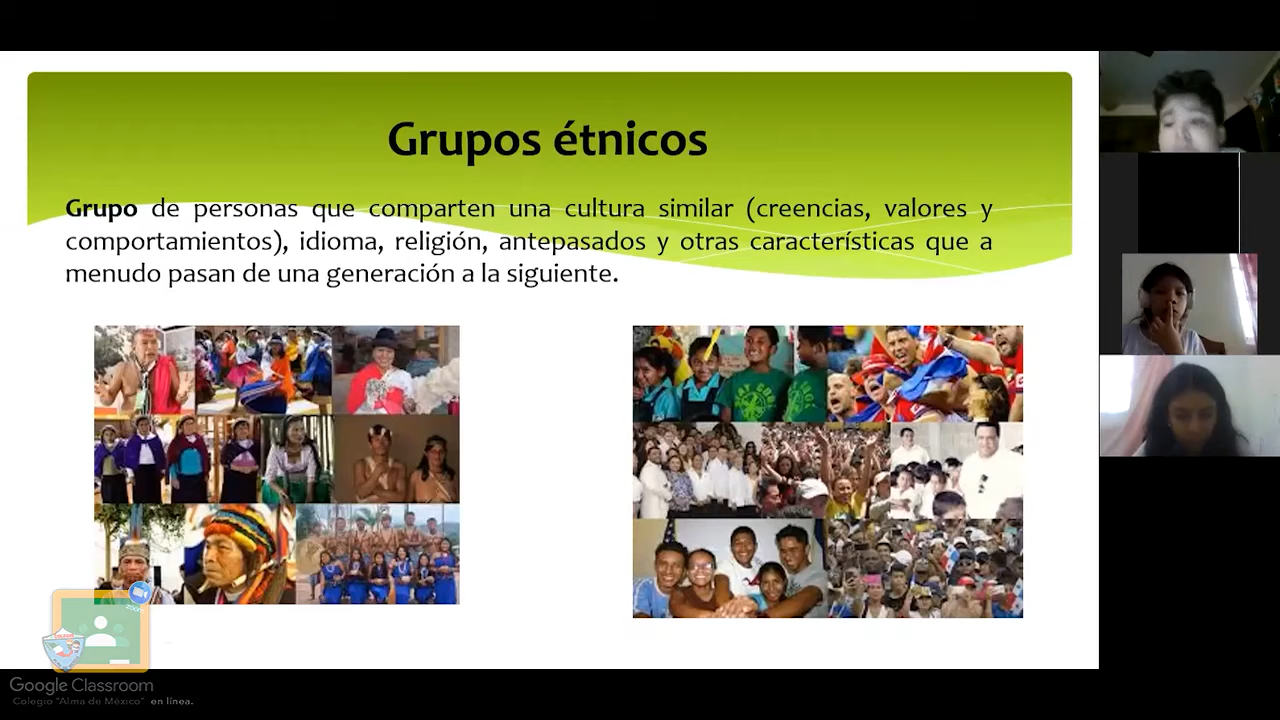 Grupos étnicos
Grupo de personas que comparten una cultura similar (creencias, valores y
comportamientos), idioma, religión, antepasados y otras características que a
menudo pasan de una generación a la siguiente.
zoom
Google Classroom
Colegio "Alma de México" en línea.